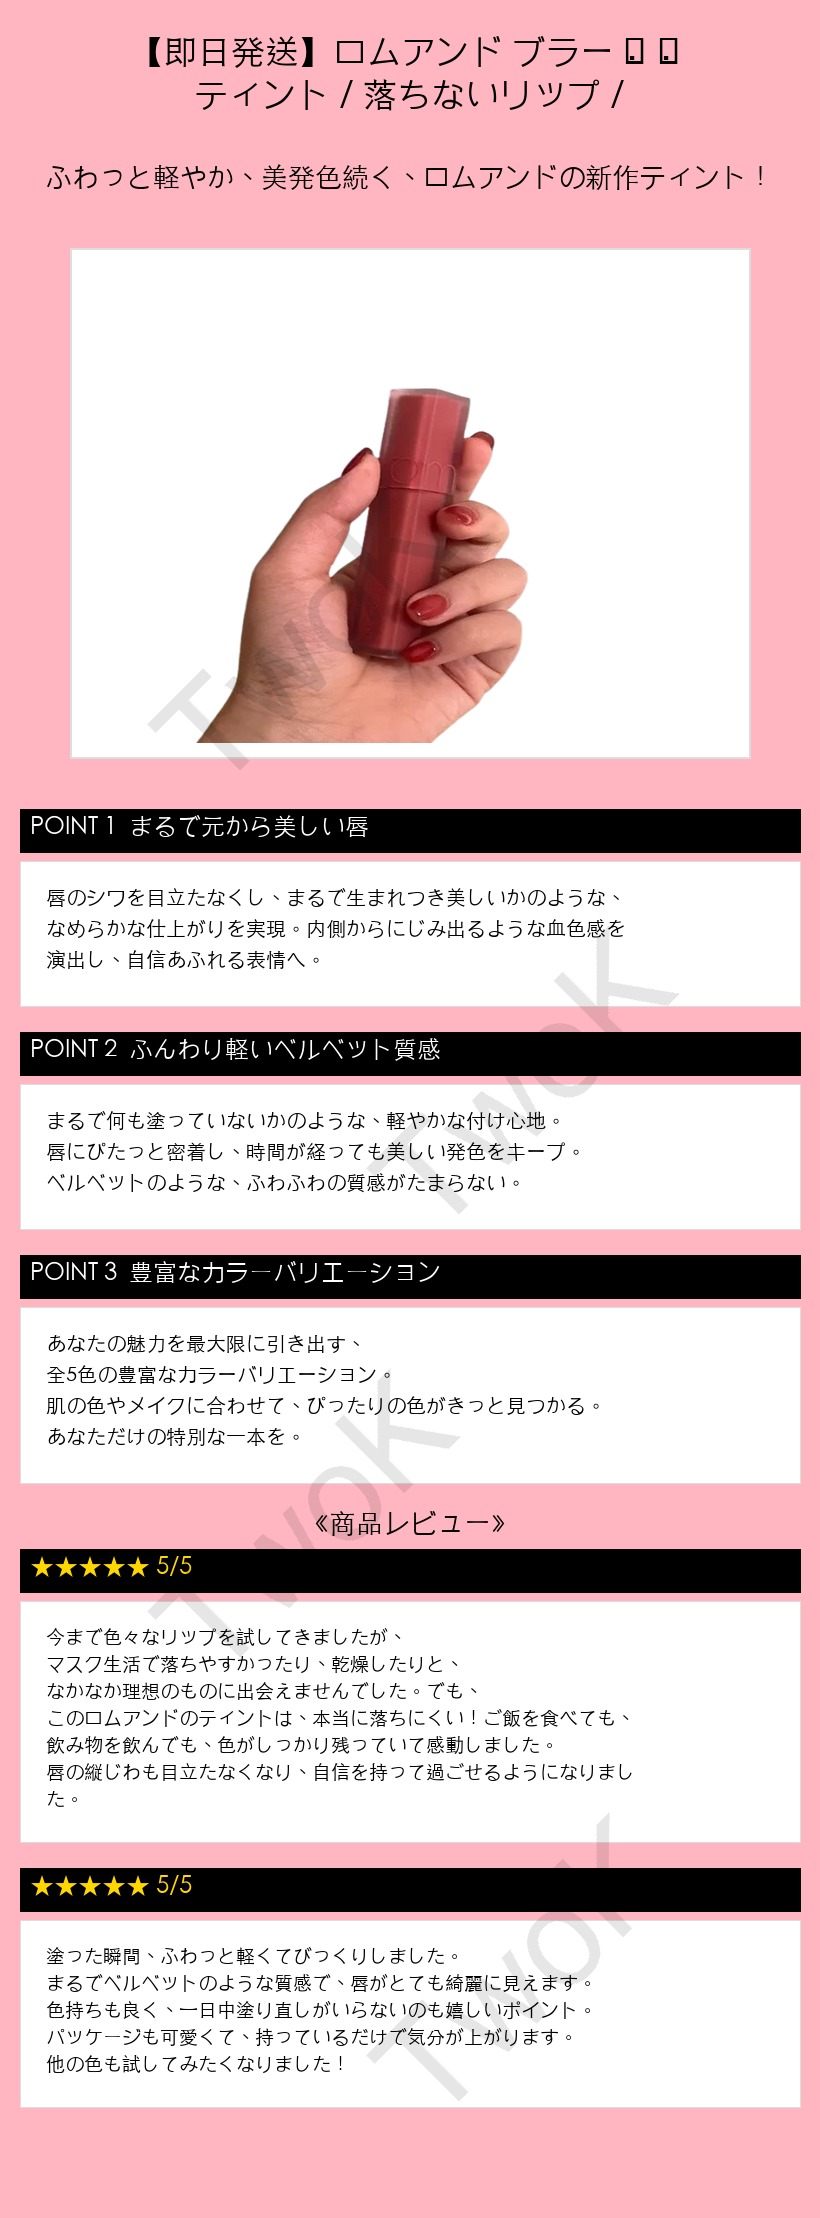 【即日発送】ロムアンド ブラー
ティント / 落ちないリップ /
ふわっと軽やか、美発色続く、ロムアンドの新作ティント！
rom
TwoK
POINT 1 まるで元から美しい唇
唇のシワを目立たなくし、まるで生まれつき美しいかのような、
なめらかな仕上がりを実現。内側からにじみ出るような血色感を
演出し、自信あふれる表情へ。
TwoK
POINT 2 ふんわり軽いベルベット質感
まるで何も塗っていないかのような、軽やかな付け心地。
唇にぴたっと密着し、時間が経っても美しい発色をキープ。
ベルベットのような、ふわふわの質感がたまらない。
POINT 3 豊富なカラーバリエーション
あなたの魅力を最大限に引き出す、
全5色の豊富なカラーバリエーション。
肌の色やメイクに合わせて、ぴったりの色がきっと見つかる。
あなただけの特別な一本を。
TwoK
《商品レビュー》
★★★★★ 5/5
今まで色々なリップを試してきましたが、
マスク生活で落ちやすかったり、乾燥したりと、
なかなか理想のものに出会えませんでした。でも、
このロムアンドのティントは、本当に落ちにくい！ご飯を食べても、
飲み物を飲んでも、色がしっかり残っていて感動しました。
唇の縦じわも目立たなくなり、自信を持って過ごせるようになりまし
た。
★★★★★ 5/5
塗った瞬間、ふわっと軽くてびっくりしました。
まるでベルベットのような質感で、唇がとても綺麗に見えます。
色持ちも良く、一日中塗り直しがいらないのも嬉しいポイント。
パッケージも可愛くて、持っているだけで気分が上がります。
他の色も試してみたくなりました！
TwoK